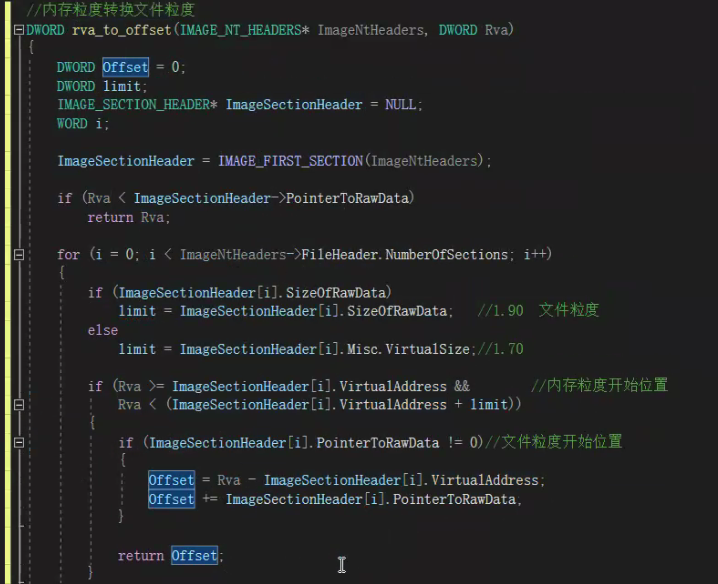 //内存粒度转换文件粒度
DWORD rva_to_offset(IMAGE_NT_HEADERS* ImageNtHeaders, DWORD Rva)
{
DWORD Offset = 0;
DWORD limit;
IMAGE_SECTION_HEADER* ImageSectionHeader = NULL;
WORD i;
ImageSectionHeader = IMAGE_FIRST_SECTION(ImageNtHeaders);
if (Rva < ImageSectionHeader->PointerToRawData)
return Rva;
for (i = 0; i < ImageNtHeaders->FileHeader.NumberOfSections; i++)
{
if (ImageSectionHeader[i].SizeOfRawData)
limit = ImageSectionHeader[i].SizeOfRawData; //1.90 文件粒度
else
limit = ImageSectionHeader[i].Misc.VirtualSize;//1.70
if (Rva >= ImageSectionHeader[i].VirtualAddress && //内存粒度开始位置
Rva < (ImageSectionHeader[i].VirtualAddress + limit))
{
if (ImageSectionHeader[i].PointerToRawData != 0)//文件粒度开始位置
{
Offset = Rva - ImageSectionHeader[i].VirtualAddress;
Offset += ImageSectionHeader[i].PointerToRawData;
}
return Offset;
}